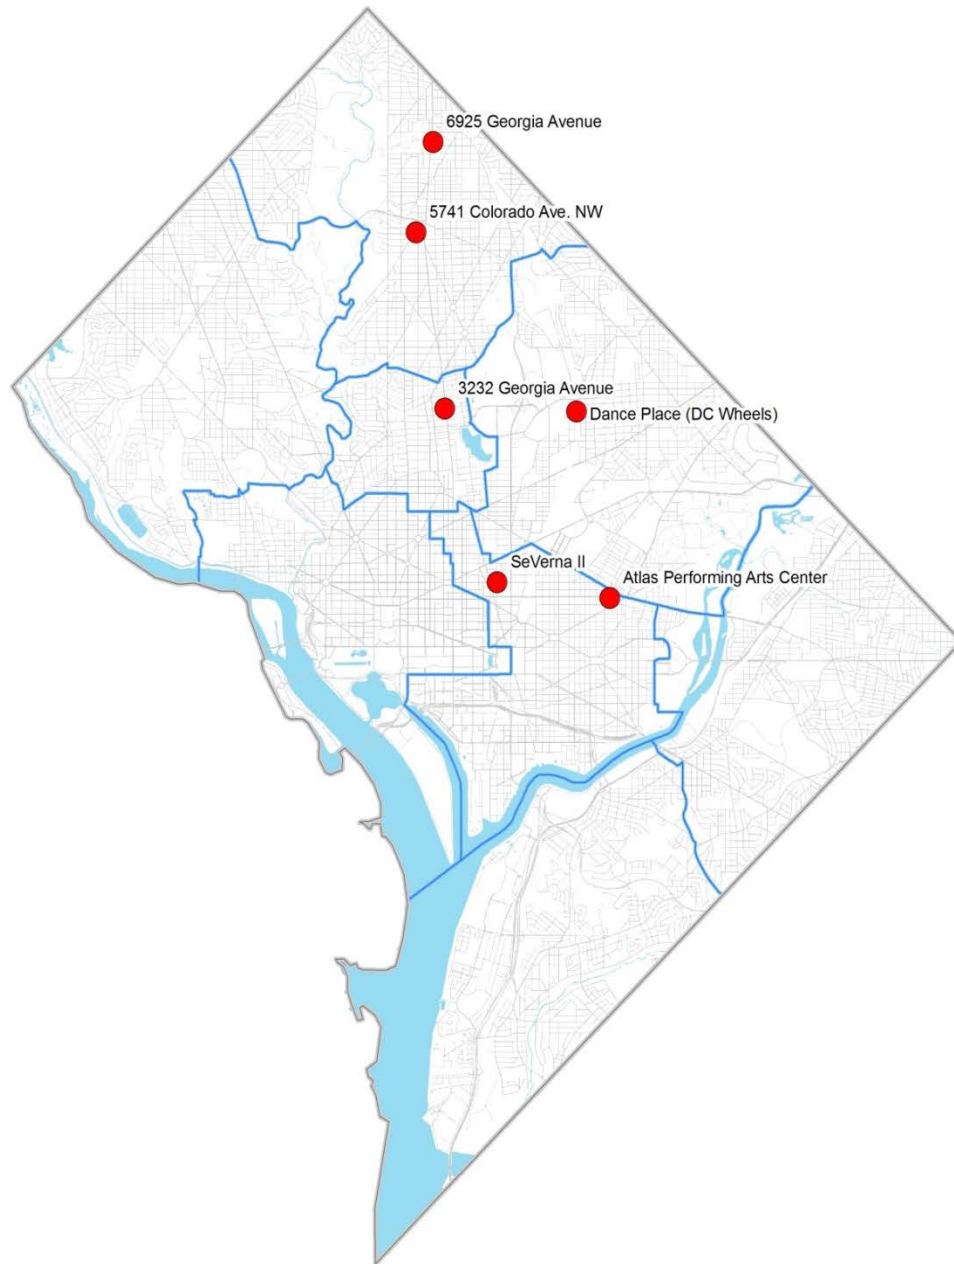 6925 Georgia Avenue
5741 Colorado Ave. NW
3232 Georgia Avenue
Dance Place (DC Wheels)
SeVerna II
Atlas Performing Arts Center